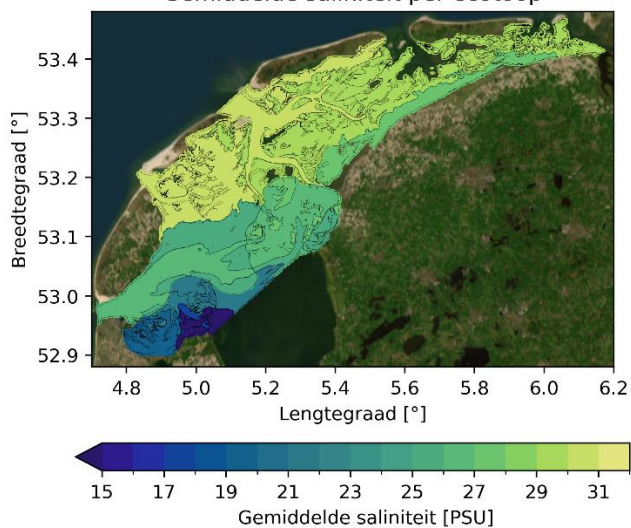 Gemiddelde saliniteit per ecotoop
53.4
53.3
53.2
53.1
53.0
52.9
Breedtegraad [°]
4.8 5.0 5.2 5.4 5.6 5.8 6.0 6.2
Lengtegraad [°]
15 17 19 21 23 25 27 29 31
Gemiddelde saliniteit [PSU]